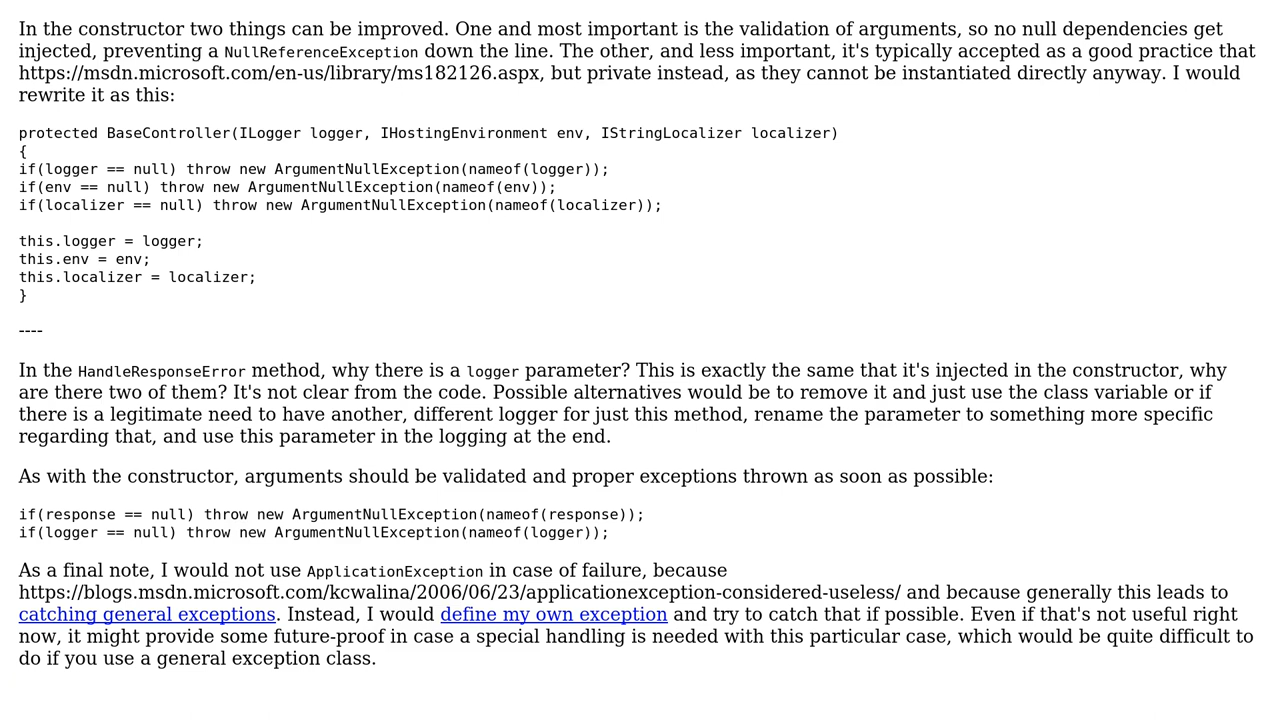 In the constructor two things can be improved. One and most important is the validation of arguments, so no null dependencies get
injected, preventing a NullReferenceException down the line. The other, and less important, it's typically accepted as a good practice that
https://msdn.microsoft.com/en-us/library/ms182126.aspx, but private instead, as they cannot be instantiated directly anyway. I would
rewrite it as this:
protected BaseController(ILogger logger, IHostingEnvironment env, IStringLocalizer localizer)
{
if(logger == null) throw new ArgumentNullException(nameof(logger));
if(env == null) throw new ArgumentNullException(nameof(env));
if(localizer == null) throw new ArgumentNullException(nameof(localizer));
this.logger = logger;
this.env = env;
this.localizer = localizer;
}
----
In the HandleResponseError method, why there is a logger parameter? This is exactly the same that it's injected in the constructor, why
are there two of them? It's not clear from the code. Possible alternatives would be to remove it and just use the class variable or if
there is a legitimate need to have another, different logger for just this method, rename the parameter to something more specific
regarding that, and use this parameter in the logging at the end.
As with the constructor, arguments should be validated and proper exceptions thrown as soon as possible:
if(response == null) throw new ArgumentNullException(nameof(response));
if(logger == null) throw new ArgumentNullException(nameof(logger));
As a final note, I would not use ApplicationException in case of failure, because
https://blogs.msdn.microsoft.com/kcwalina/2006/06/23/applicationexception-considered-useless/ and because generally this leads to
catching general exceptions. Instead, I would define my own exception and try to catch that if possible. Even if that's not useful right
now, it might provide some future-proof in case a special handling is needed with this particular case, which would be quite difficult to
do if you use a general exception class.